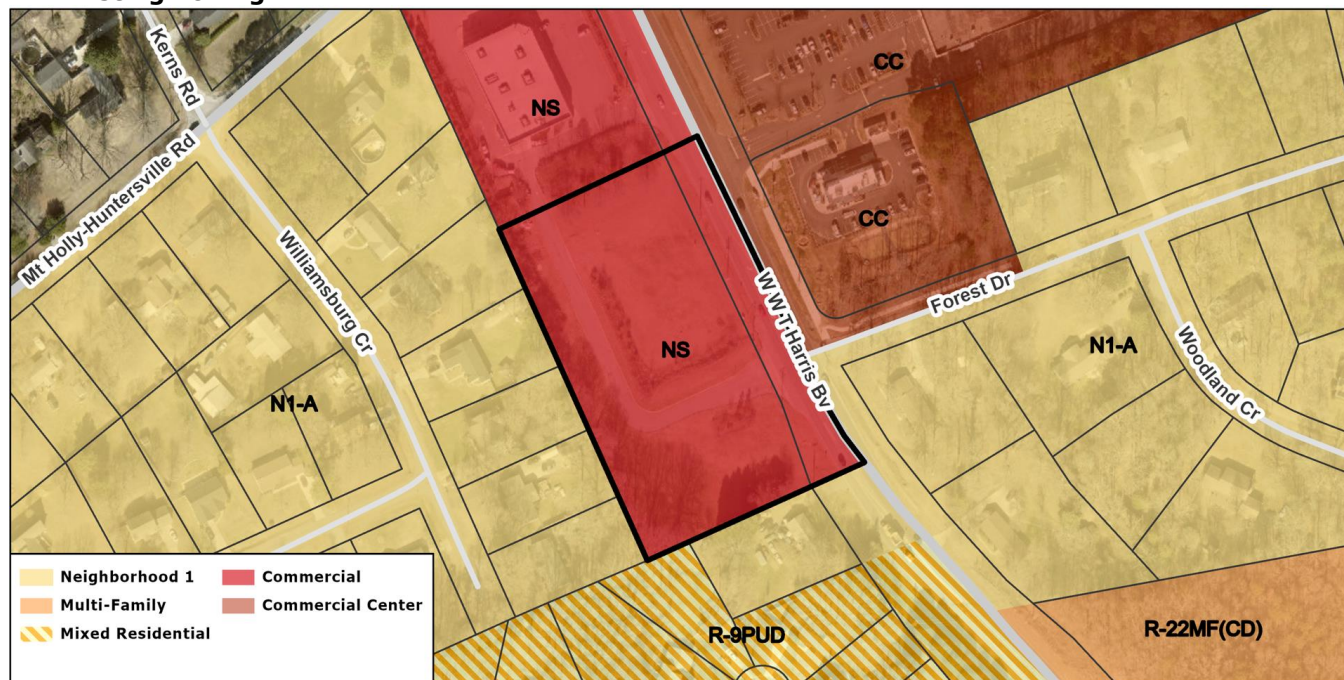 Kerns Rd
Mt Holly-Huntersville Rd
Williamsburg Cr
NS
CC
CC
W W T Harris Bv
Forest Dr
NS
N1-A
N1-A
Woodland Cr
R-9PUD
R-22MF(CD)
Neighborhood 1
Multi-Family
Mixed Residential
Commercial
Commercial Center